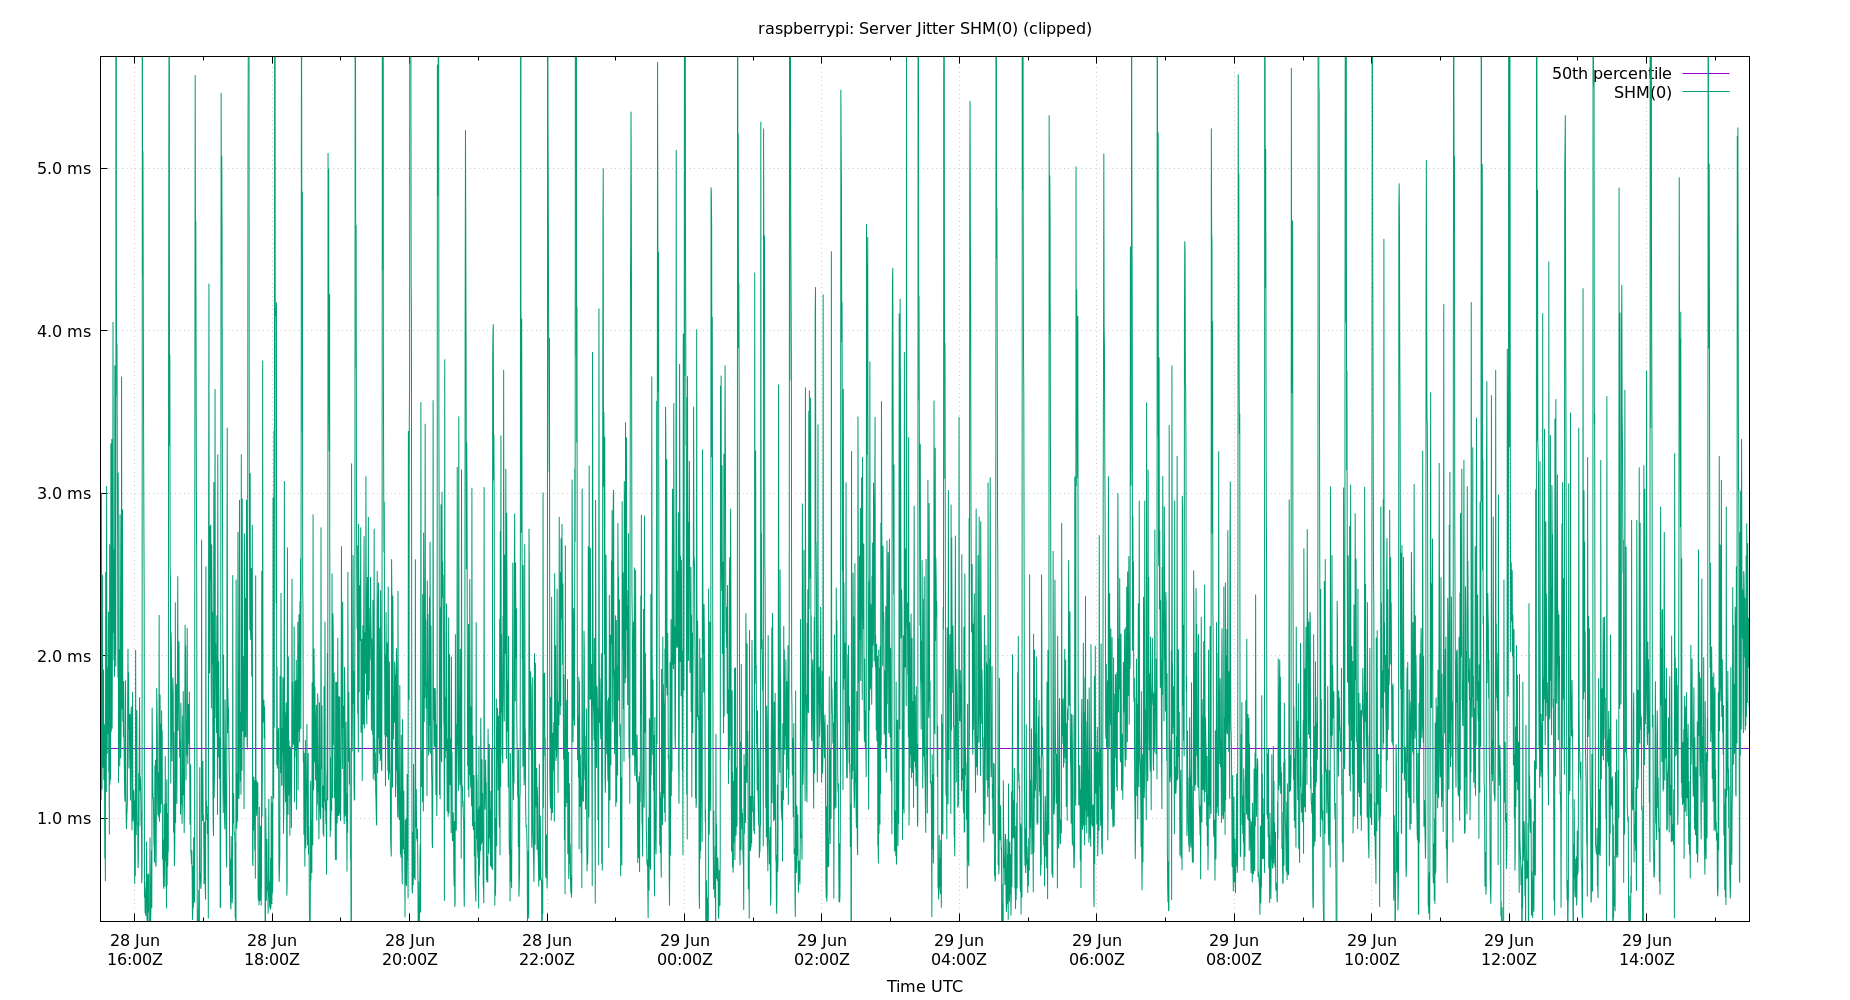 raspberrypi: Server Jitter SHM(0) (clipped)
50th percentile
SHM(0)
5.0 ms
4.0 ms
3.0 ms
2.0 ms
1.0 ms
28 Jun 28 Jun 28 Jun 28 Jun 29 Jun 29 Jun 29 Jun 29 Jun 29 Jun 29 Jun 29 Jun 29 Jun
16:00Z 18:00Z 20:00Z 22:00Z 00:00Z 02:00Z 04:00Z 06:00Z 08:00Z 10:00Z 12:00Z 14:00Z
Time UTC